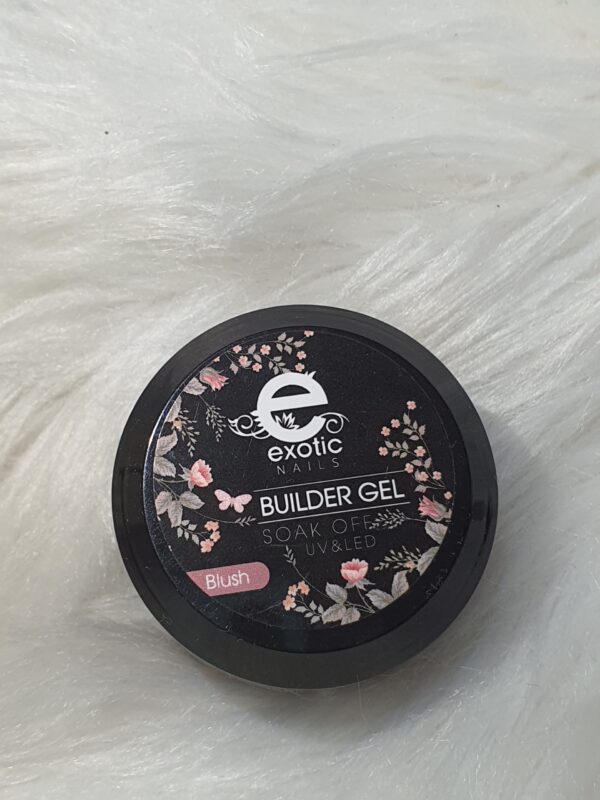 e
exotic
NAILS
BUILDER GEL
SOAK OFF
UV&LED
Blush